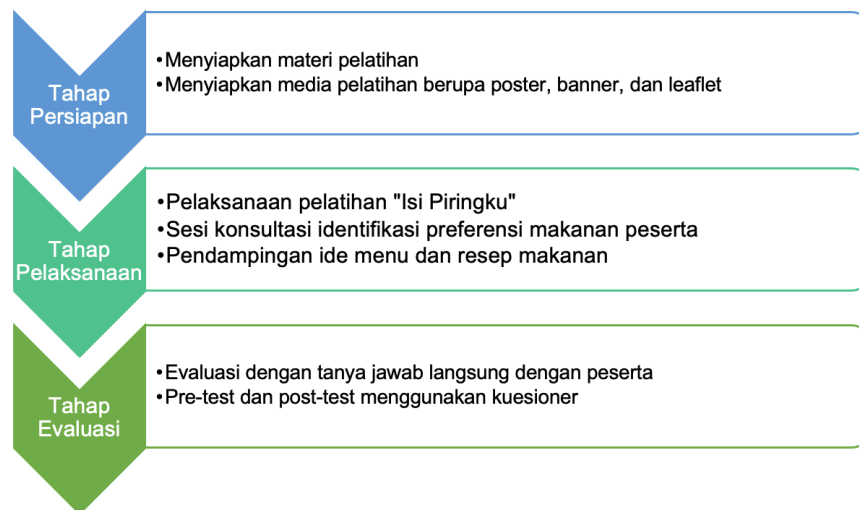 Tahap
Persiapan
•Menyiapkan materi pelatihan
•Menyiapkan media pelatihan berupa poster, banner, dan leaflet
Tahap
Pelaksanaan
•Pelaksanaan pelatihan "Isi Piringku"
•Sesi konsultasi identifikasi preferensi makanan peserta
•Pendampingan ide menu dan resep makanan
Tahap
Evaluasi
•Evaluasi dengan tanya jawab langsung dengan peserta
•Pre-test dan post-test menggunakan kuesioner